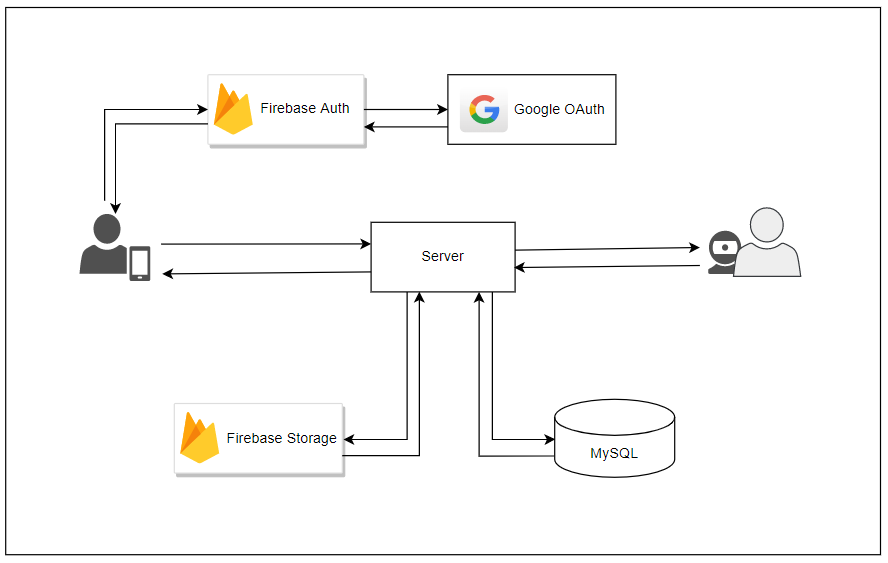 Firebase Auth
Google OAuth
Server
Firebase Storage
MySQL